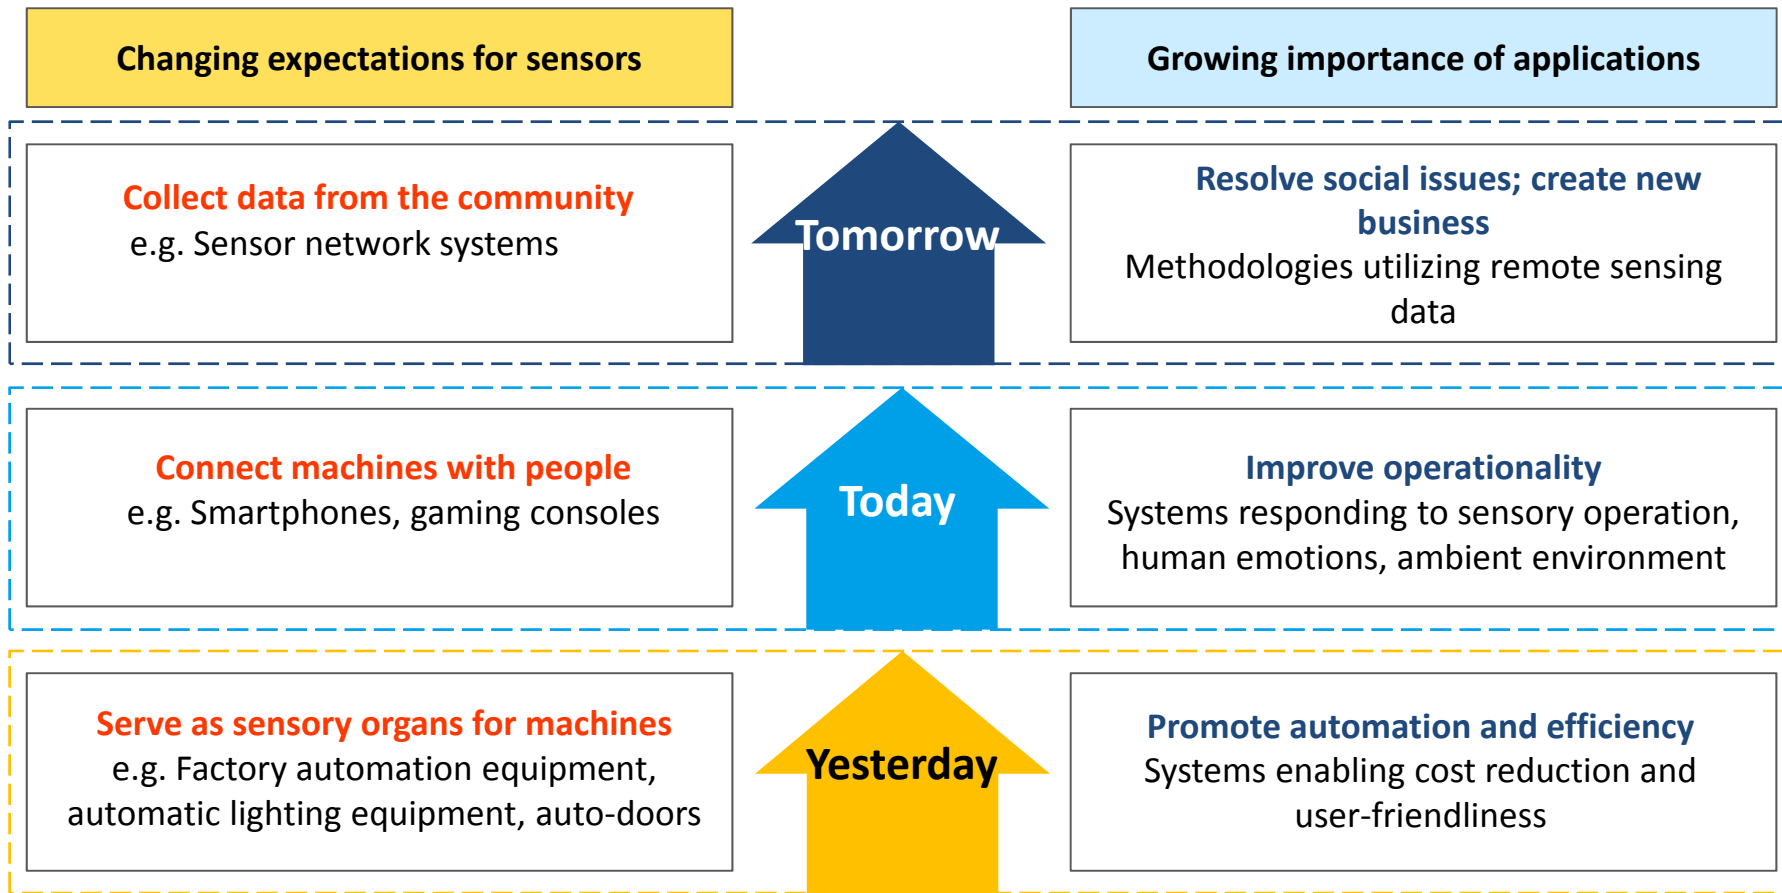 Changing expectations for sensors
Growing importance of applications
Collect data from the community
e.g. Sensor network systems
Tomorrow
Resolve social issues; create new
business
Methodologies utilizing remote sensing
data
Connect machines with people
e.g. Smartphones, gaming consoles
Today
Improve operationality
Systems responding to sensory operation,
human emotions, ambient environment
Serve as sensory organs for machines
e.g. Factory automation equipment,
automatic lighting equipment, auto-doors
Yesterday
Promote automation and efficiency
Systems enabling cost reduction and
user-friendliness